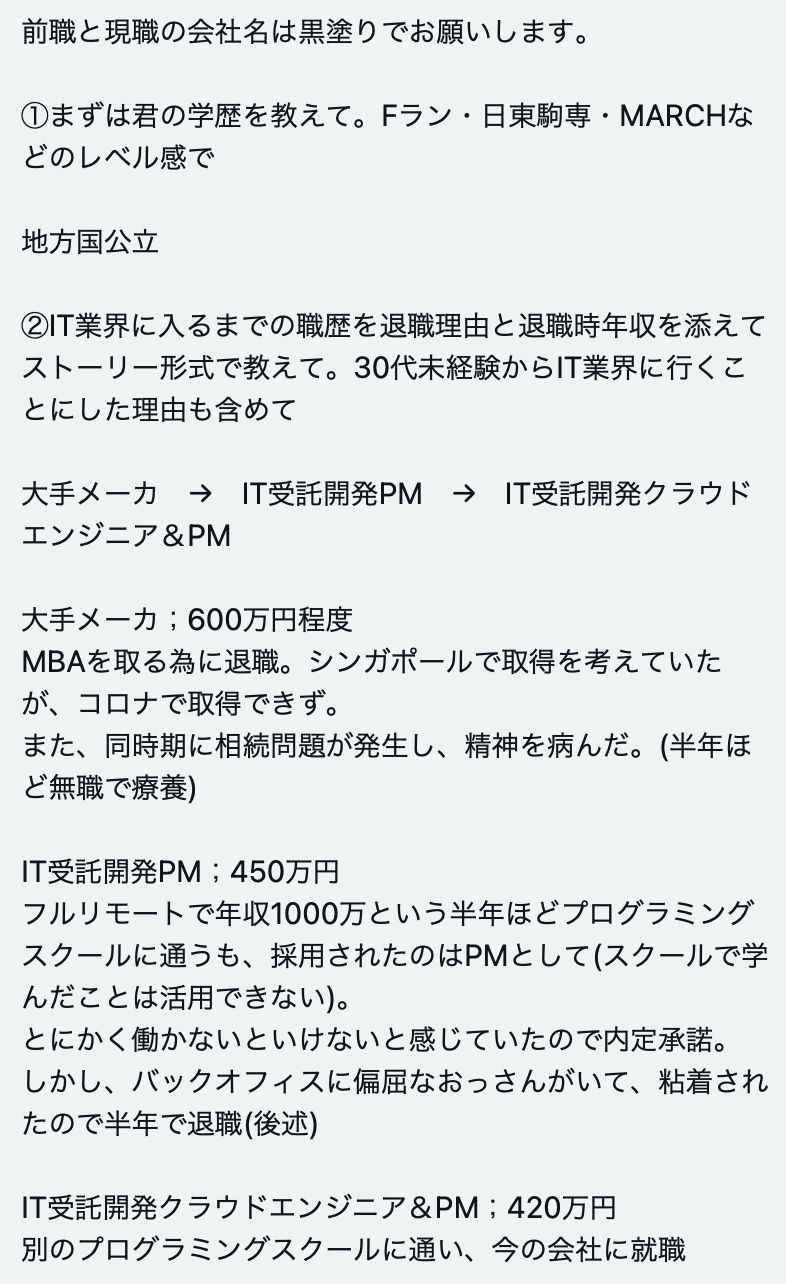 前職と現職の会社名は黒塗りでお願いします。
①まずは君の学歴を教えて。Fラン・日東駒専・MARCHな
どのレベル感で
地方国公立
②IT業界に入るまでの職歴を退職理由と退職時年収を添えて
ストーリー形式で教えて。30代未経験からIT業界に行くこ
とにした理由も含めて
大手メーカ　→　IT受託開発PM　→　IT受託開発クラウド
エンジニア＆PM
大手メーカ；600万円程度
MBAを取る為に退職。シンガポールで取得を考えていた
が、コロナで取得できず。
また、同時期に相続問題が発生し、精神を病んだ。(半年ほ
ど無職で療養)
IT受託開発PM；450万円
フルリモートで年収1000万という半年ほどプログラミング
スクールに通うも、採用されたのはPMとして(スクールで学
んだことは活用できない)。
とにかく働かないといけないと感じていたので内定承諾。
しかし、バックオフィスに偏屈なおっさんがいて、粘着され
たので半年で退職(後述)
IT受託開発クラウドエンジニア＆PM；420万円
別のプログラミングスクールに通い、今の会社に就職